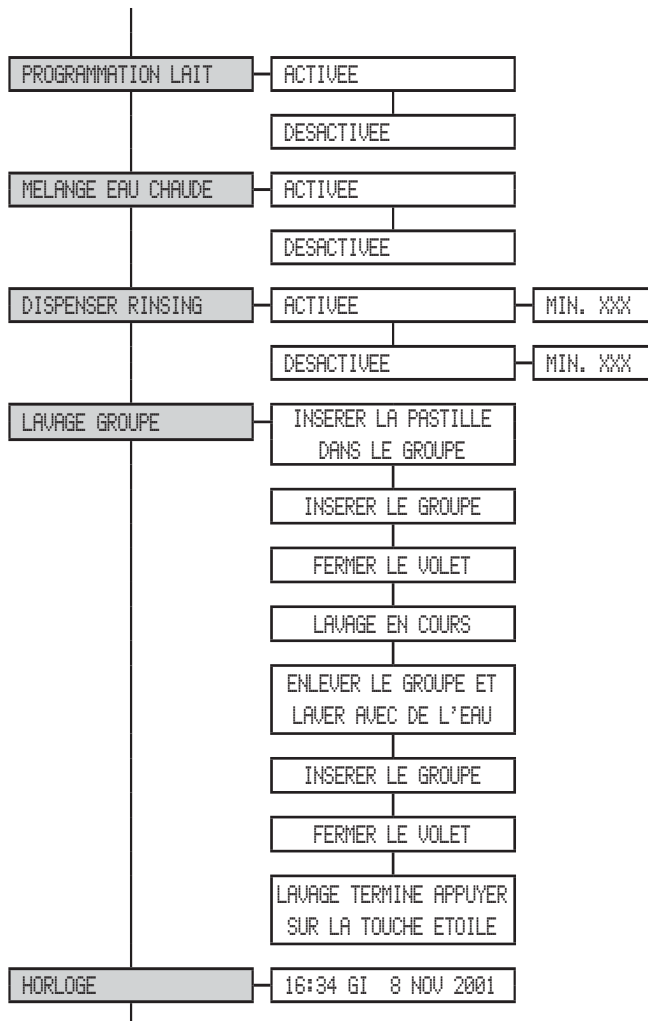 PROGRAMMATION LAIT
ACTIVEE
DESACTIVEE
MELANGE EAU CHAUDE
ACTIVEE
DESACTIVEE
DISPENSER RINSING
ACTIVEE
MIN. XXX
DESACTIVEE
MIN. XXX
LAVAGE GROUPE
INSERER LA PASTILLE
DANS LE GROUPE
INSERER LE GROUPE
FERMER LE VOLET
LAVAGE EN COURS
ENLEVER LE GROUPE ET
LAVER AVEC DE L'EAU
INSERER LE GROUPE
FERMER LE VOLET
LAVAGE TERMINE APPUYER
SUR LA TOUCHE ETOILE
HORLOGE
16:34 GI 8 NOV 2001